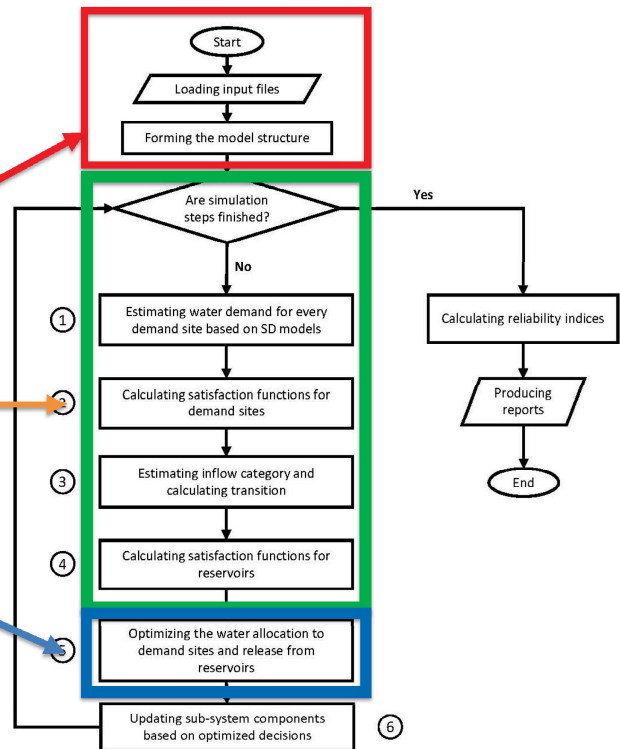 Start
Loading input files
Forming the model structure
Are simulation
steps finished?
Yes
No
1
Estimating water demand for every
demand site based on SD models
Calculating reliability indices
2
Calculating satisfaction functions for
demand sites
Producing
reports
3
Estimating inflow category and
calculating transition
End
4
Calculating satisfaction functions for
reservoirs
5
Optimizing the water allocation to
demand sites and release from
reservoirs
Updating sub-system components
based on optimized decisions
6